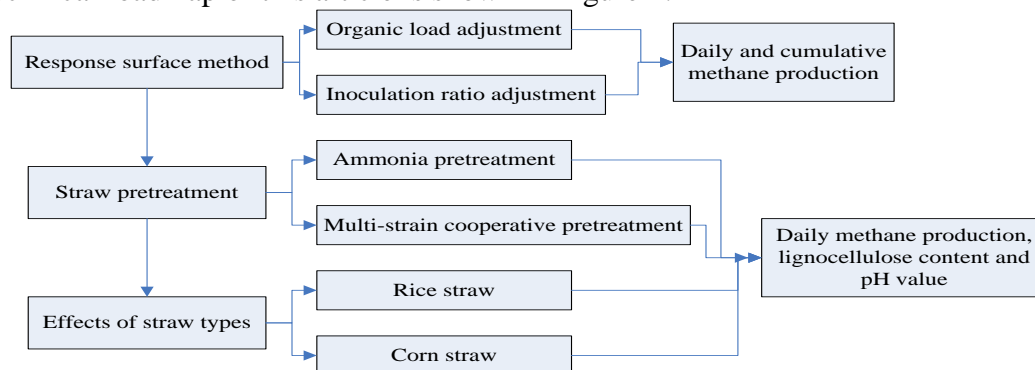 Organic load adjustment
Response surface method
Inoculation ratio adjustment
Daily and cumulative
methane production
Ammonia pretreatment
Straw pretreatment
Multi-strain cooperative pretreatment
Daily methane production,
lignocellulose content and
pH value
Rice straw
Effects of straw types
Corn straw